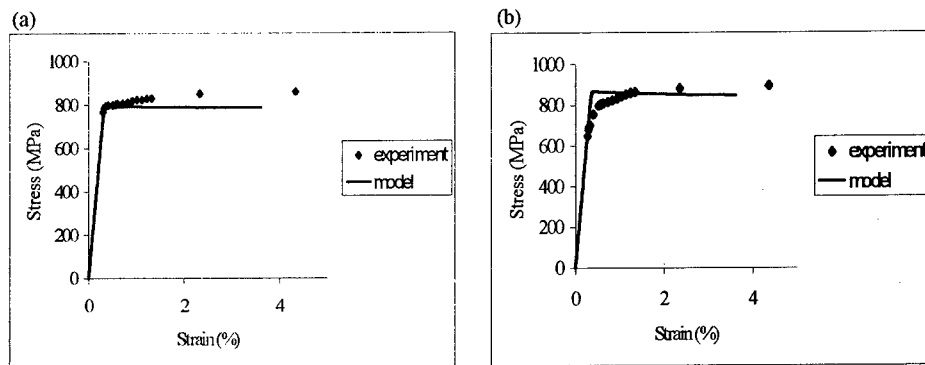 (a)
1000
800
600
400
200
0
Stress (MPa)
0 2 4
Strain (%)
experiment
model
(b)
1000
800
600
400
200
0
Stress (MPa)
0 2 4
Strain (%)
experiment
model